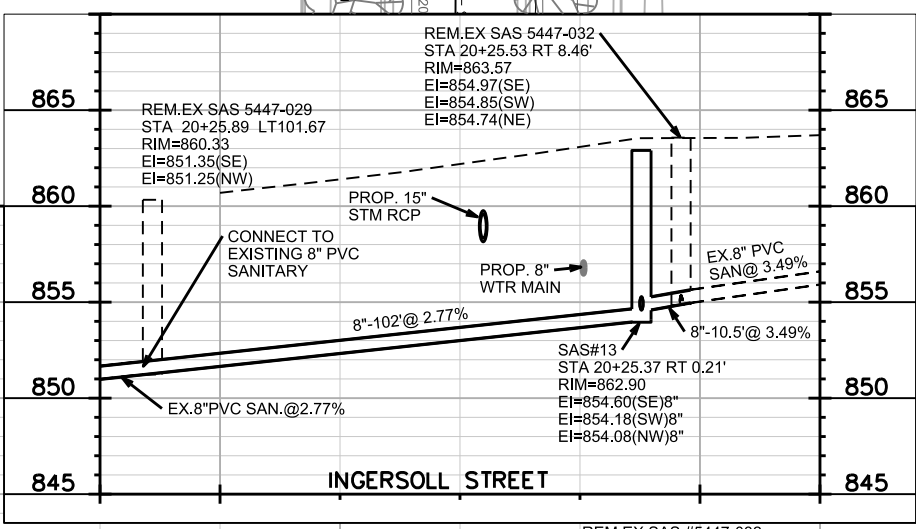 REM.EX SAS 5447-032
STA 20+25.53 RT 8.46'
RIM=863.57
EI=854.97(SE)
EI=854.85(SW)
EI=854.74(NE)
865
865
REM.EX SAS 5447-029
STA 20+25.89 LT101.67
RIM=860.33
EI=851.35(SE)
EI=851.25(NW)
860
860
PROP. 15"
STM RCP
CONNECT TO
EXISTING 8" PVC
SANITARY
PROP. 8"
WTR MAIN
EX.8" PVC
SAN@ 3.49%
855
855
8"-102'@ 2.77%
8"-10.5'@ 3.49%
SAS#13
STA 20+25.37 RT 0.21'
RIM=862.90
EI=854.60(SE)8"
EI=854.18(SW)8"
EI=854.08(NW)8"
850
850
EX.8"PVC SAN.@2.77%
INGERSOLL STREET
845
845